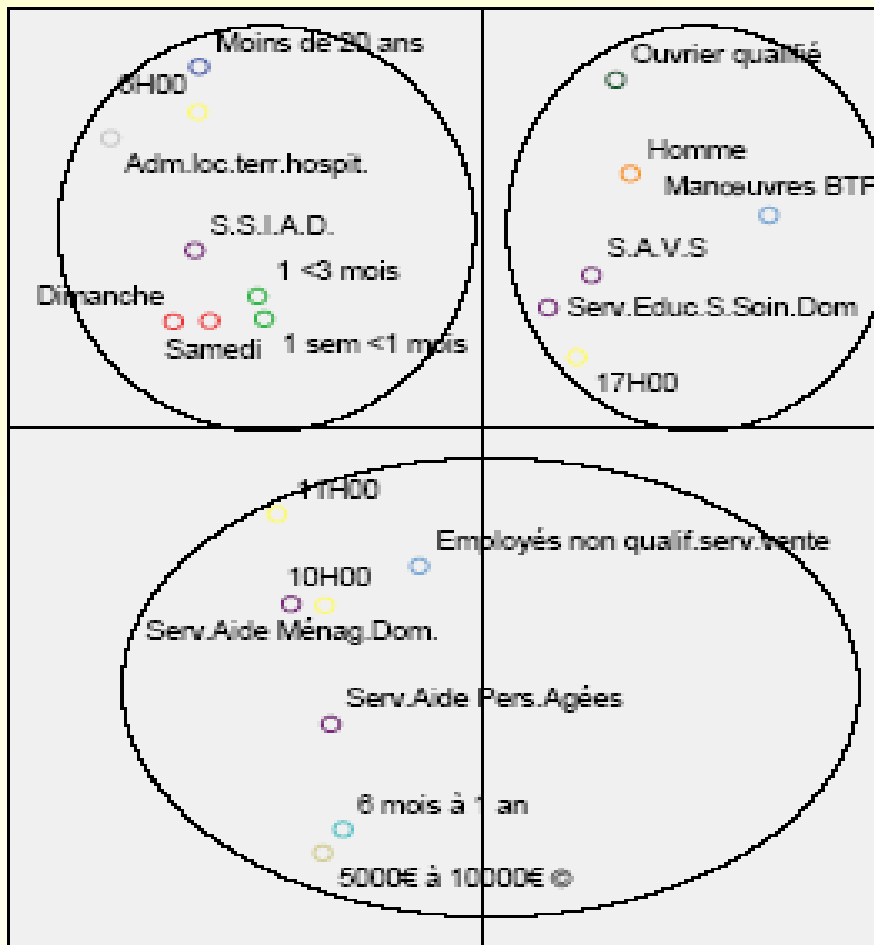 Moins de 20 ans
6H00
Adm.loc.terr.hospit.
S.S.I.A.D.
1 <3 mois
Dimanche
Samedi
1 sem <1 mois
Ouvrier qualifié
Homme
Manœuvres BTP
S.A.V.S
Serv.Educ.S.Soin.Dom
17H00
11H00
Employés non qualif.serv.vente
10H00
Serv.Aide Ménag.Dom.
Serv.Aide Pers.Agées
6 mois à 1 an
5000€ à 10000€ ©